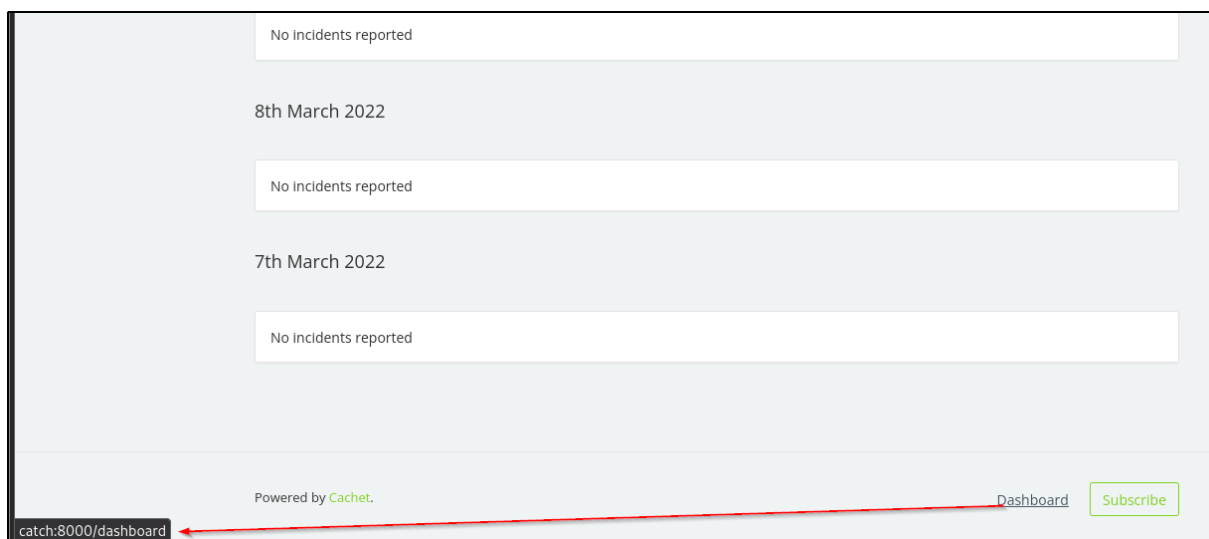 No incidents reported
8th March 2022
No incidents reported
7th March 2022
No incidents reported
Powered by Cachet.
Dashboard
Subscribe
catch:8000/dashboard